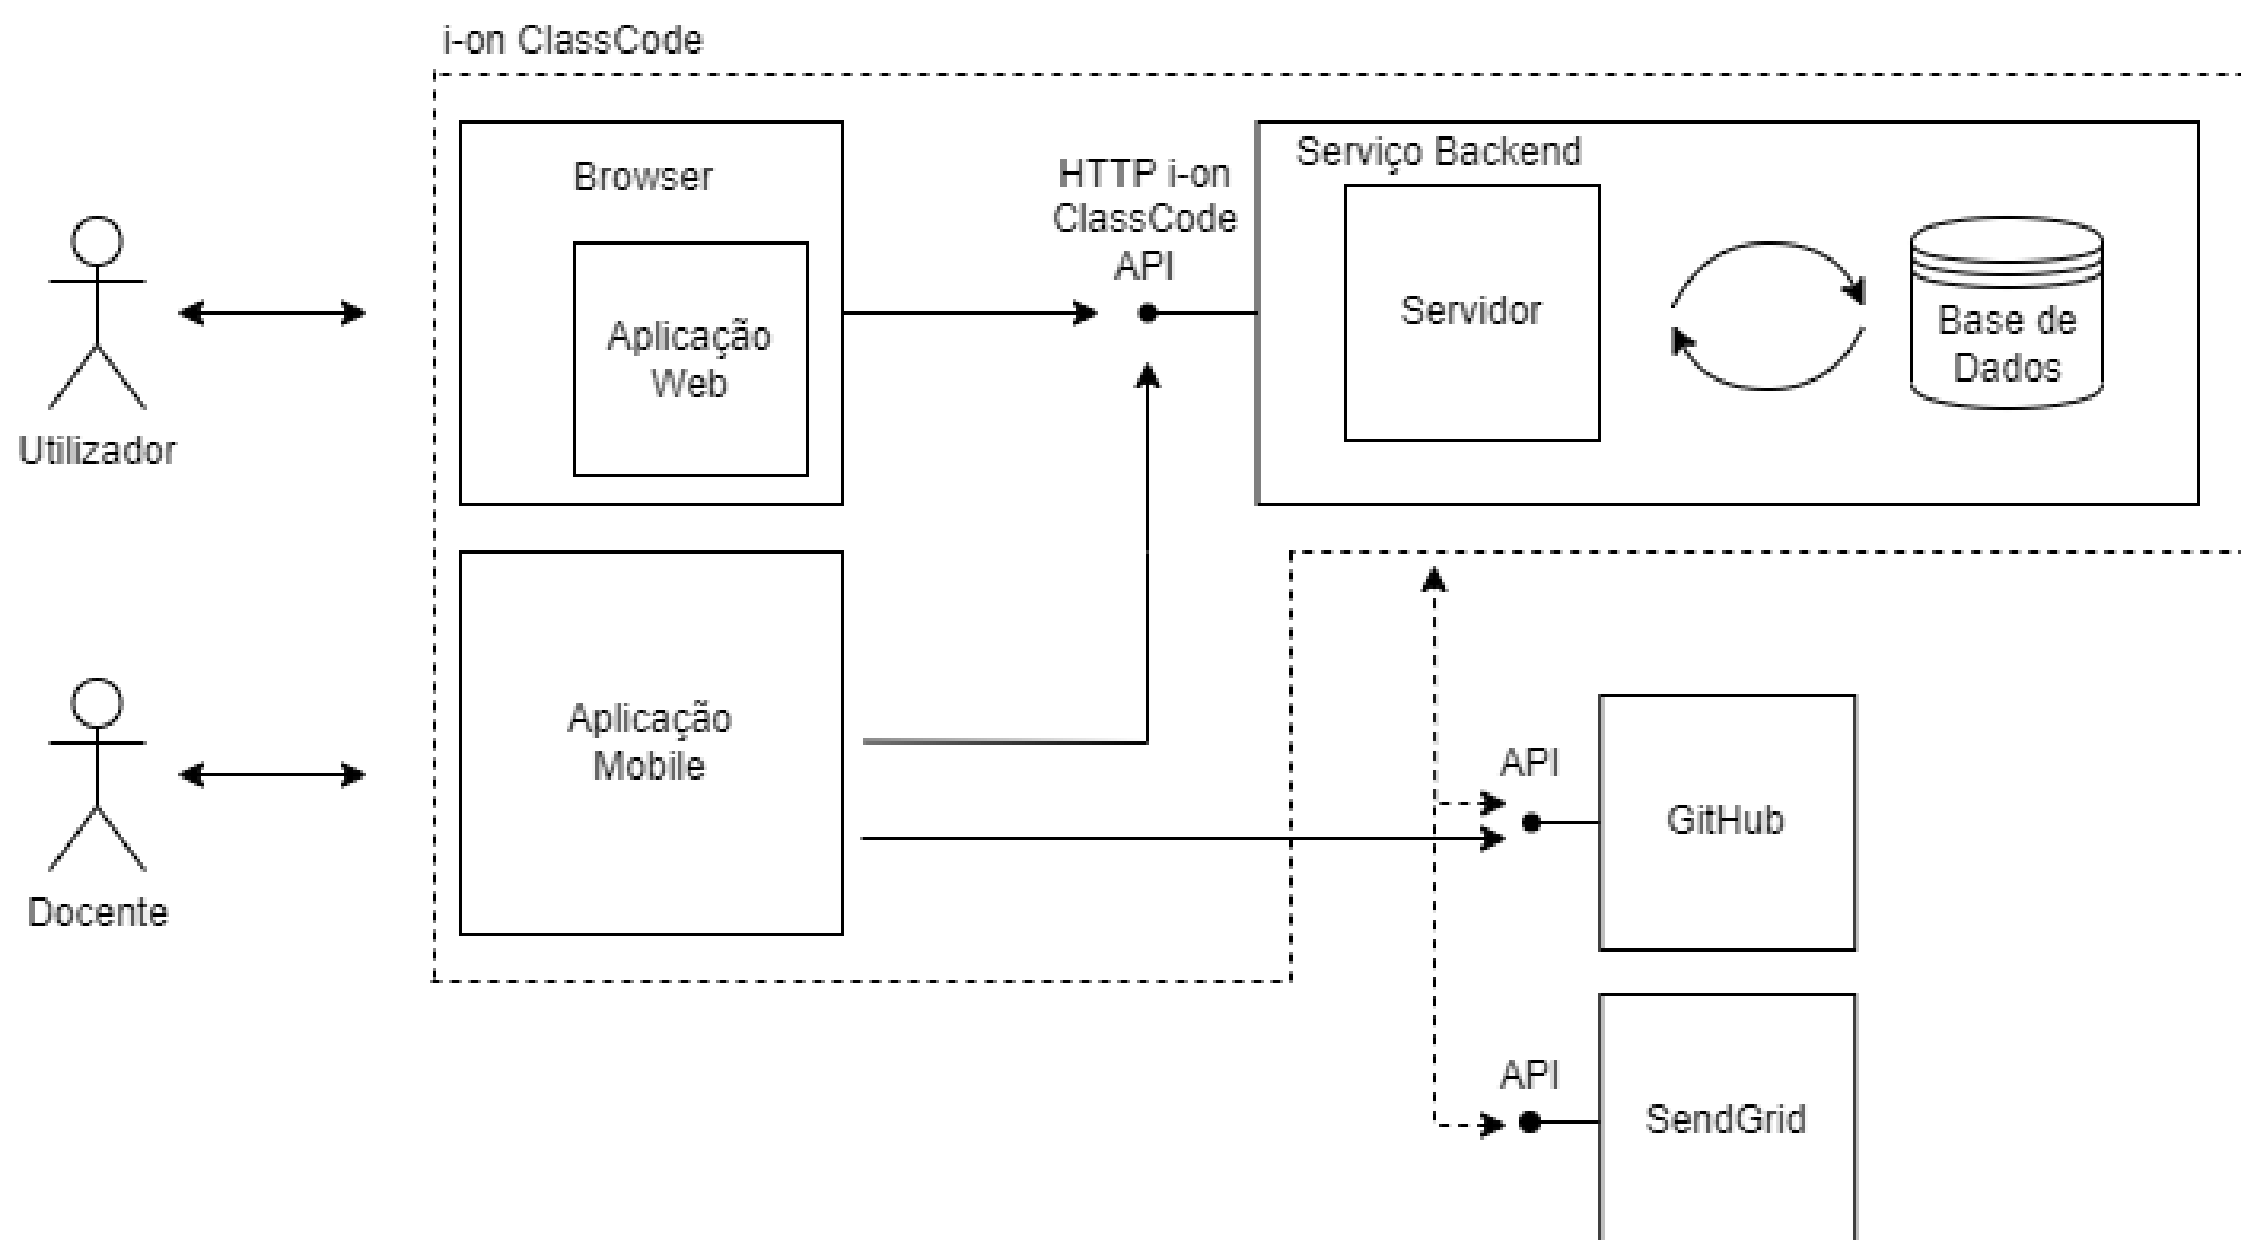 i-on ClassCode
Browser
Aplicação
Web
HTTP i-on
ClassCode
API
Serviço Backend
Servidor
Base de
Dados
Utilizador
Aplicação
Mobile
Docente
API
GitHub
API
SendGrid